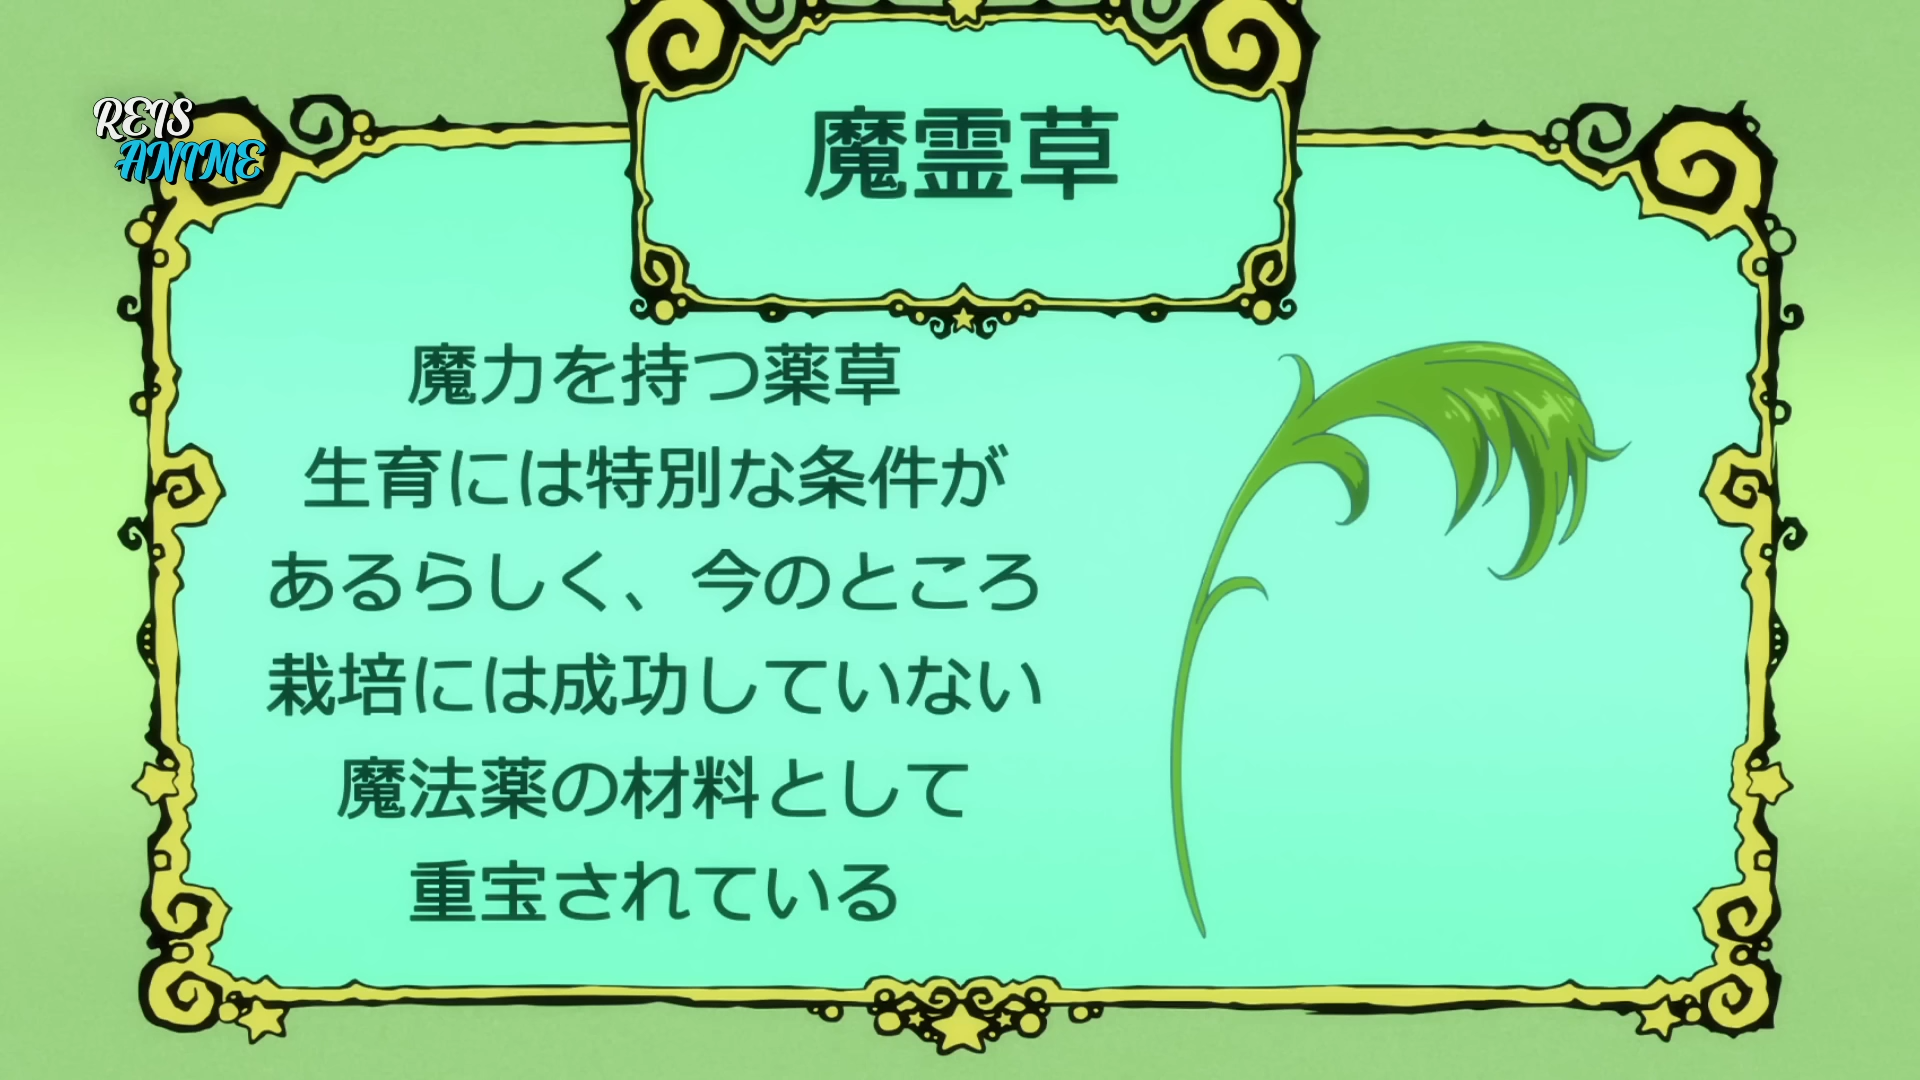 REIS
ANIME
魔霊草
魔力を持つ薬草
生育には特別な条件が
あるらしく、今のところ
栽培には成功していない
魔法薬の材料として
重宝されている